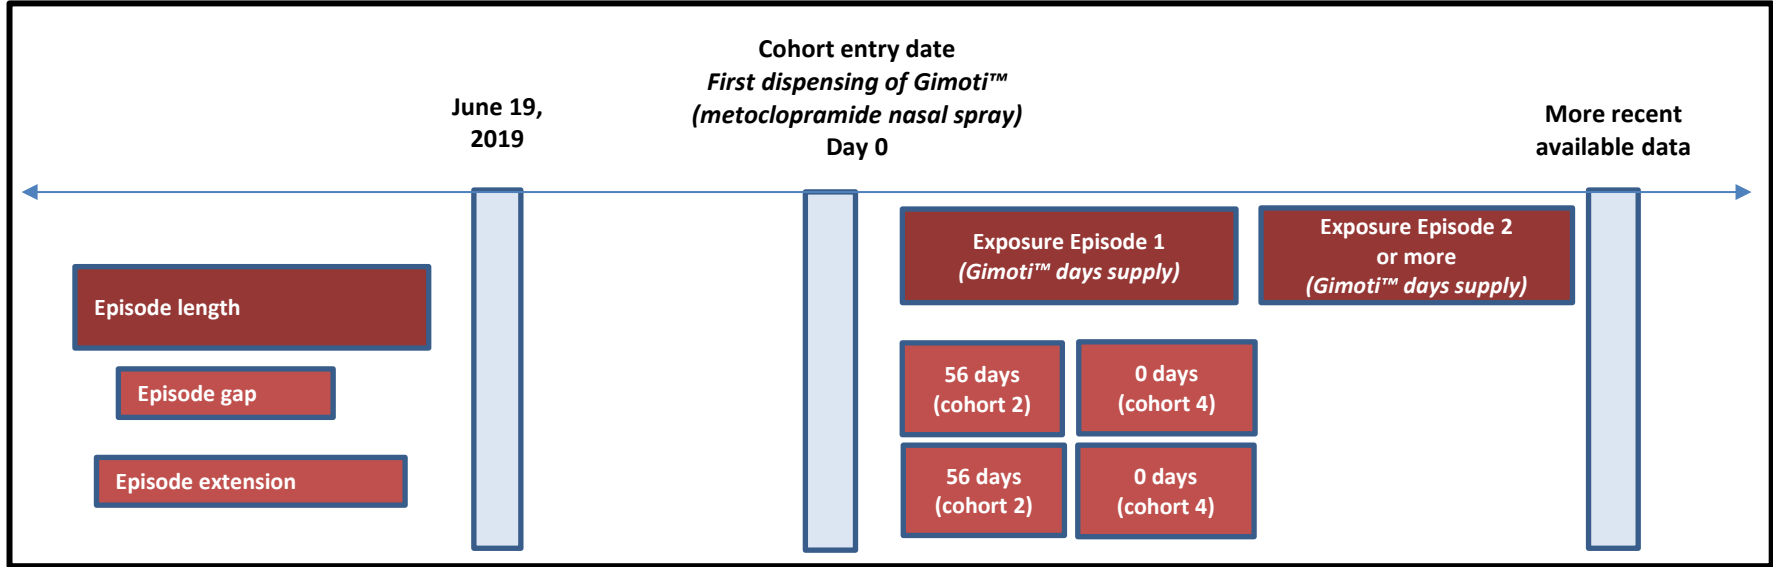 June 19,
2019
Cohort entry date
First dispensing of Gimoti™
(metoclopramide nasal spray)
Day 0
More recent
available data
Episode length
Exposure Episode 1
(Gimoti™ days supply)
Exposure Episode 2
or more
(Gimoti™ days supply)
Episode gap
56 days
(cohort 2)
0 days
(cohort 4)
Episode extension
56 days
(cohort 2)
0 days
(cohort 4)